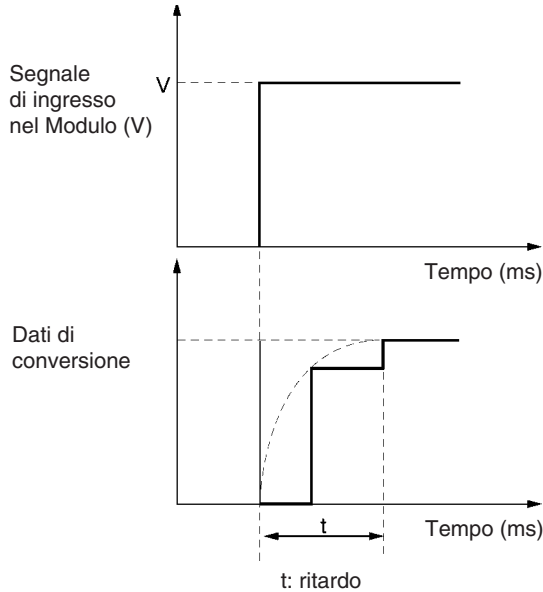 Segnale
di ingresso
nel Modulo (V)
V
Tempo (ms)
Dati di
conversione
t
Tempo (ms)
t: ritardo